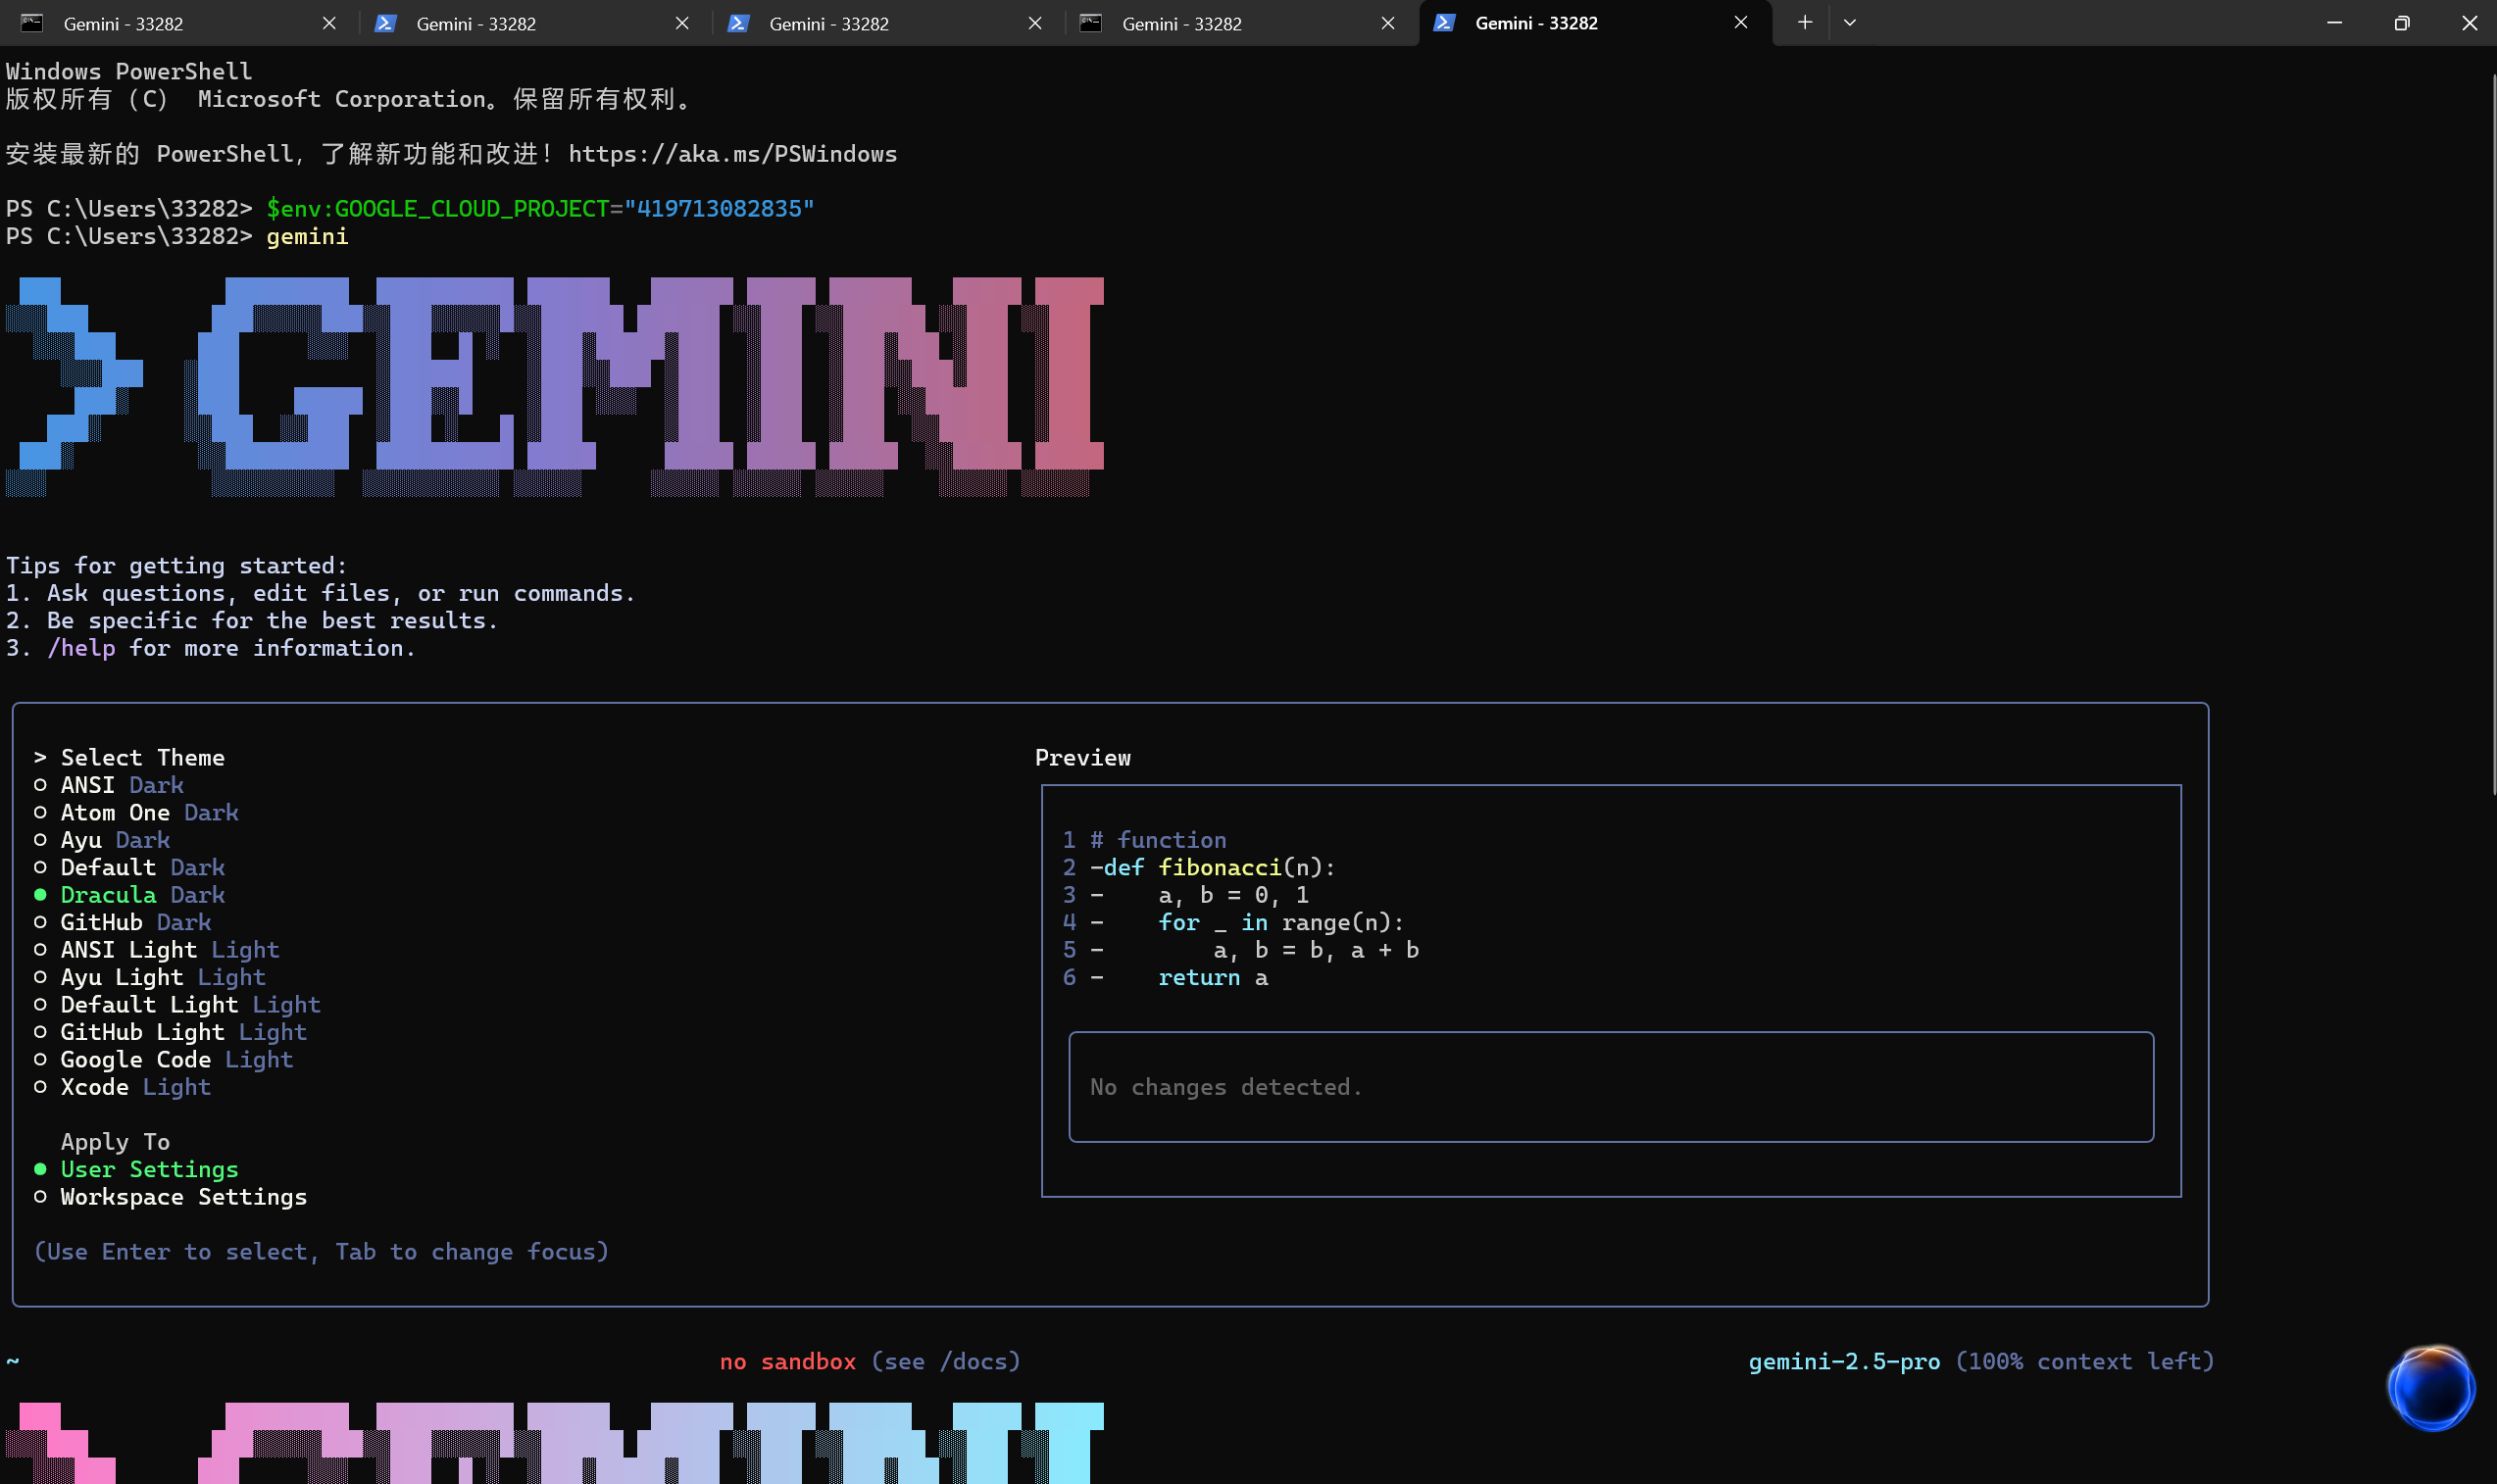 Gemini - 33282
Gemini - 33282
Gemini - 33282
Gemini - 33282
Gemini - 33282
Windows PowerShell
版权所有 (C) Microsoft Corporation。保留所有权利。
安装最新的 PowerShell，了解新功能和改进！https://aka.ms/PSWindows
PS C:\Users\33282> $env:GOOGLE_CLOUD_PROJECT="419713082835"
PS C:\Users\33282> gemini
> GEMINI
Tips for getting started:
1. Ask questions, edit files, or run commands.
2. Be specific for the best results.
3. /help for more information.
> Select Theme
○ ANSI Dark
○ Atom One Dark
○ Ayu Dark
○ Default Dark
● Dracula Dark
○ GitHub Dark
○ ANSI Light Light
○ Ayu Light Light
○ Default Light Light
○ GitHub Light Light
○ Google Code Light
○ Xcode Light
Apply To
● User Settings
○ Workspace Settings
(Use Enter to select, Tab to change focus)
Preview
1 # function
2 -def fibonacci(n):
3 -    a, b = 0, 1
4 -    for _ in range(n):
5 -        a, b = b, a + b
6 -    return a
No changes detected.
~ no sandbox (see /docs) gemini-2.5-pro (100% context left)
> GEMINI